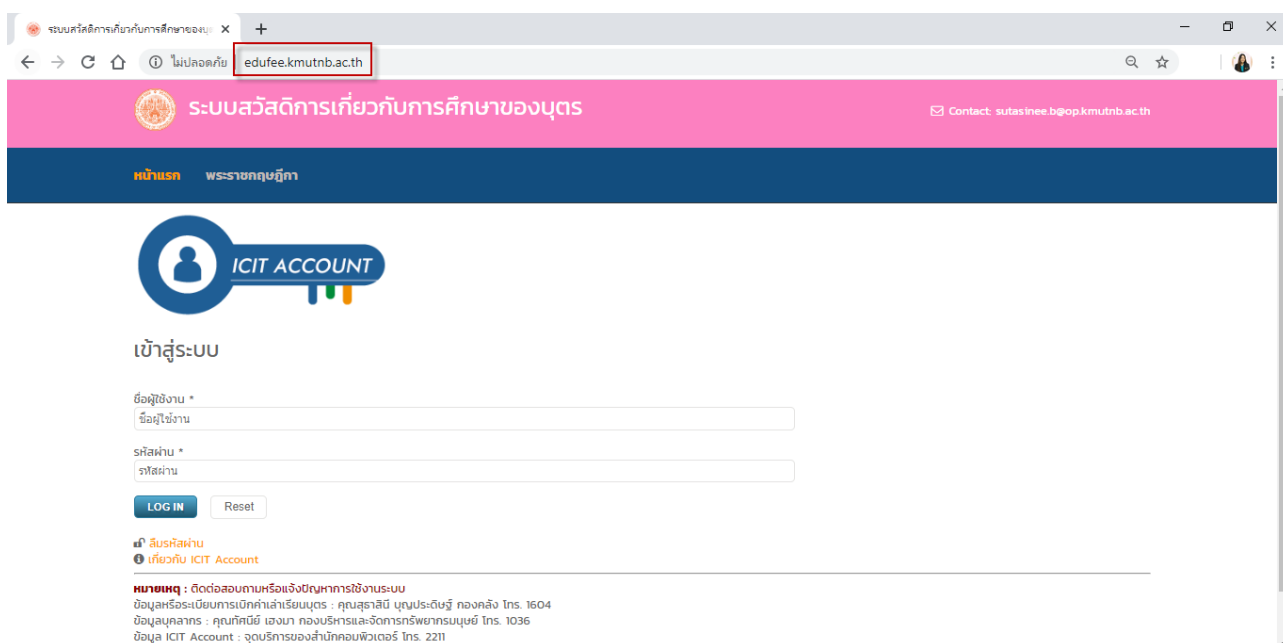 ระบบสวัสดิการเกี่ยวกับการศึกษาของบุ
ไม่ปลอดภัย edufee.kmutnb.ac.th
ระบบสวัสดิการเกี่ยวกับการศึกษาของบุตร
Contact: sutasinee.b@op.kmutnb.ac.th
หน้าแรก พระราชกฤษฎีกา
ICIT ACCOUNT
เข้าสู่ระบบ
ชื่อผู้ใช้งาน *
ชื่อผู้ใช้งาน
รหัสผ่าน *
รหัสผ่าน
LOG IN Reset
ลืมรหัสผ่าน
เกี่ยวกับ ICIT Account
หมายเหตุ : ติดต่อสอบถามหรือแจ้งปัญหาการใช้งานระบบ
ข้อมูลหรือระเบียบการเบิกค่าเล่าเรียนบุตร : คุณสุธาสินี บุญประดิษฐ์ กองคลัง โทร. 1604
ข้อมูลบุคลากร : คุณทัศนีย์ เฮงมา กองบริหารและจัดการทรัพยากรมนุษย์ โทร. 1036
ข้อมูล ICIT Account : จุดบริการของสำนักคอมพิวเตอร์ โทร. 2211